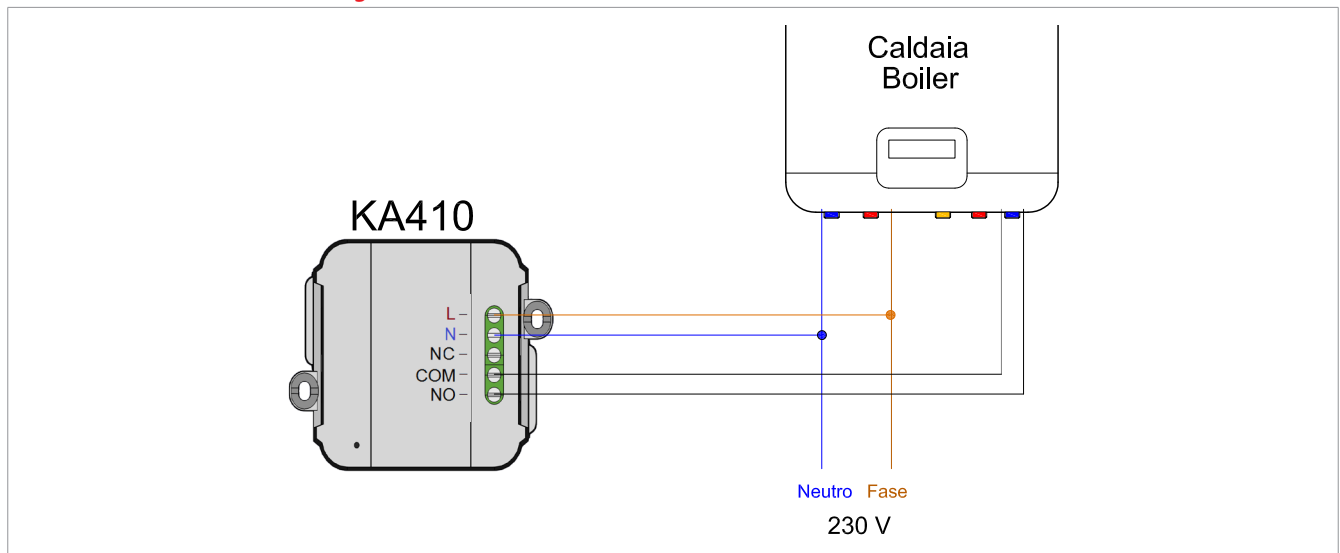 Caldaia
Boiler
KA410
L
N
NC
COM
NO
Neutro Fase
230 V